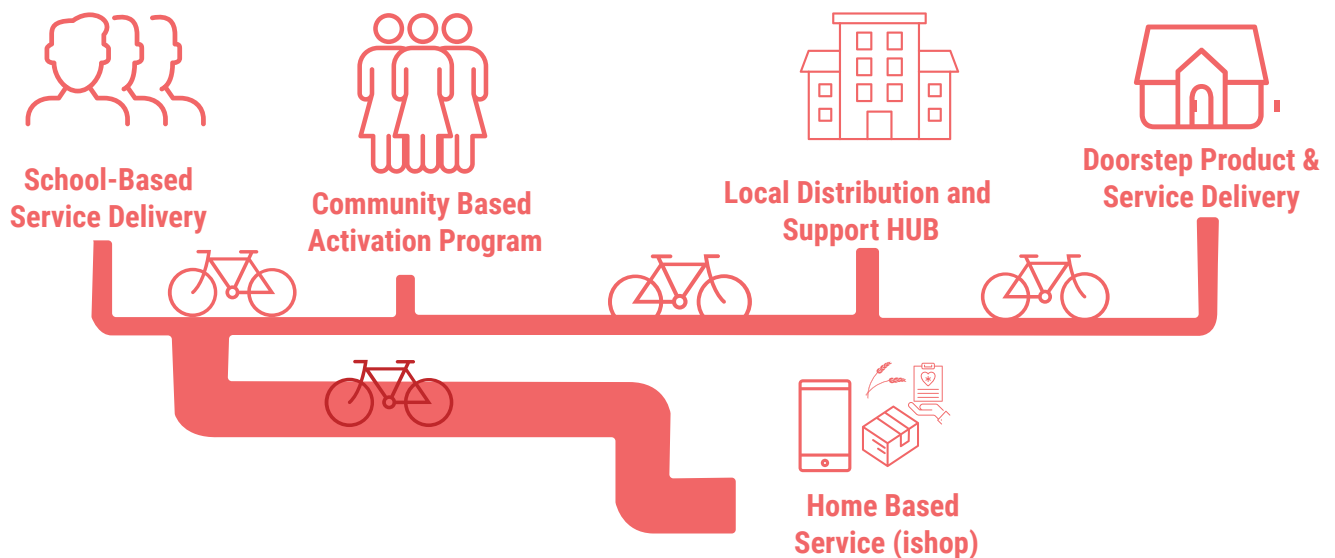 School-Based
Service Delivery
Community Based
Activation Program
Local Distribution and
Support HUB
Doorstep Product &
Service Delivery
Home Based
Service (ishop)